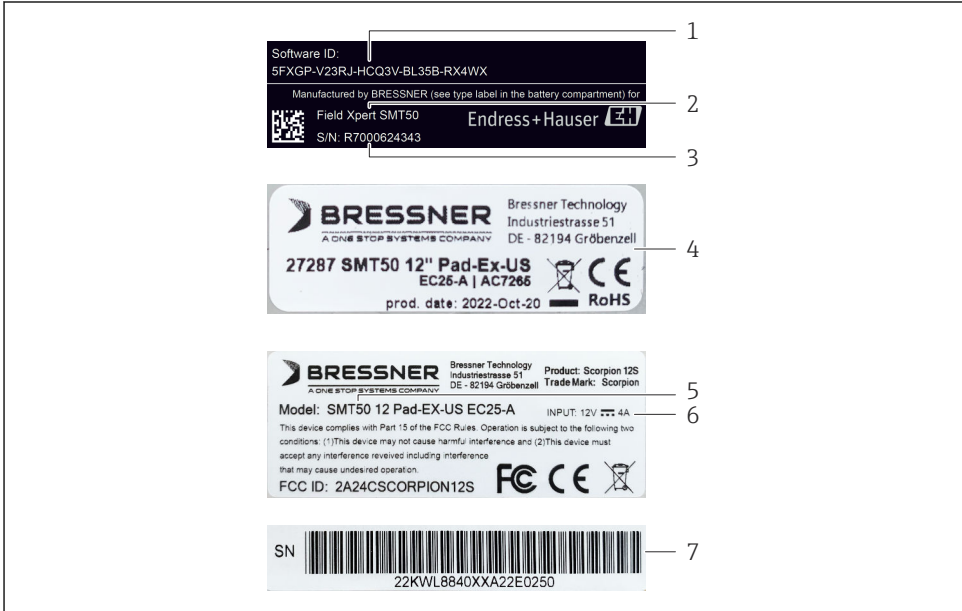 1
Software ID:
5FXGP-V23RJ-HCQ3V-BL35B-RX4WX
Manufactured by BRESSNER (see type label in the battery compartment) for
2
Field Xpert SMT50
Endress+Hauser EH
S/N: R7000624343
3
BRESSNER
A ONE STOP SYSTEMS COMPANY
Bressner Technology
Industriestrasse 51
DE - 82194 Gröbenzell
4
27287 SMT50 12" Pad-Ex-US
EC25-A | AC7265
CE
prod. date: 2022-Oct-20
RoHS
BRESSNER
A ONE STOP SYSTEMS COMPANY
Bressner Technology
Industriestrasse 51
DE - 82194 Gröbenzell
Product: Scorpion 12S
Trade Mark: Scorpion
5
Model: SMT50 12 Pad-EX-US EC25-A
INPUT: 12V ⎓ 4A
6
This device complies with Part 15 of the FCC Rules. Operation is subject to the following two
conditions: (1)This device may not cause harmful interference and (2)This device must
accept any interference reveived including interference
that may cause undesired operation.
FCC ID: 2A24CSCORPION12S
FC CE
SN
7
22KWL8840XXA22E0250